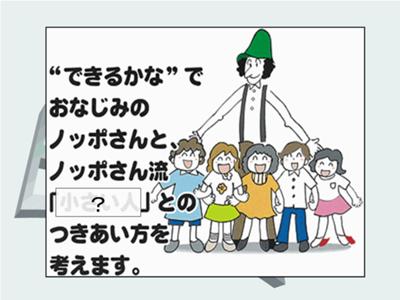 “できるかな”で
おなじみの
ノッポさんと、
ノッポさん流
「小さい人」との
?
つきあい方を
考えます。